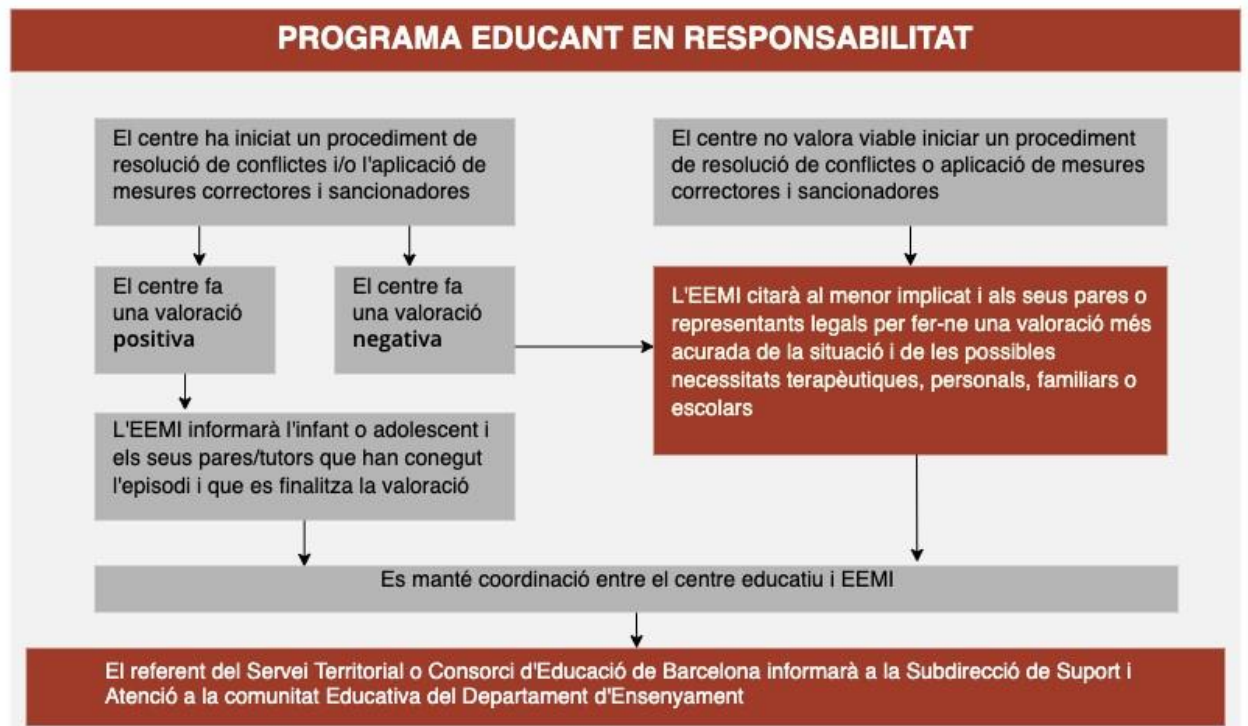 PROGRAMA EDUCANT EN RESPONSABILITAT
El centre ha iniciat un procediment de
resolució de conflictes i/o l'aplicació de
mesures correctores i sancionadores
El centre no valora viable iniciar un procediment
de resolució de conflictes o aplicació de mesures
correctores i sancionadores
El centre fa
una valoració
positiva
El centre fa
una valoració
negativa
L'EEMI citarà al menor implicat i als seus pares o
representants legals per fer-ne una valoració més
acurada de la situació i de les possibles
necessitats terapèutiques, personals, familiars o
escolars
L'EEMI informarà l'infant o adolescent i
els seus pares/tutors que han conegut
l'episodi i que es finalitza la valoració
Es manté coordinació entre el centre educatiu i EEMI
El referent del Servei Territorial o Consorci d'Educació de Barcelona informarà a la Subdirecció de Suport i
Atenció a la comunitat Educativa del Departament d'Ensenyament